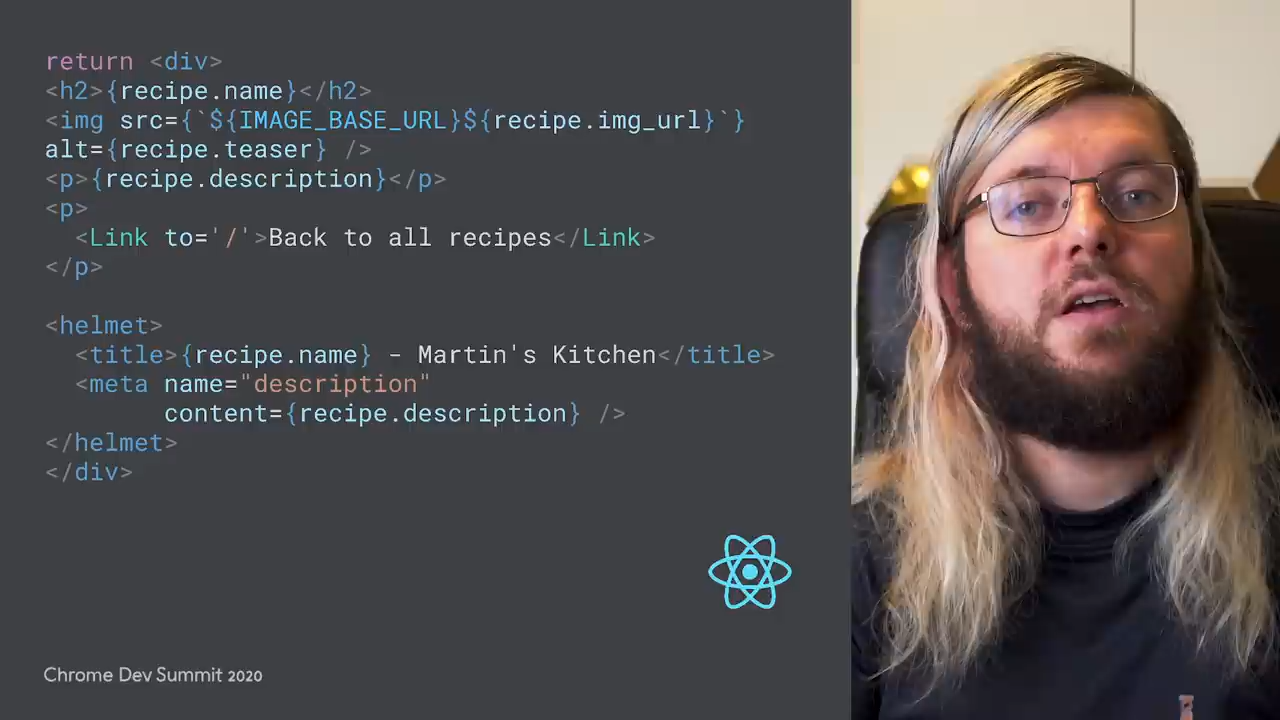 return <div>
<h2>{recipe.name}</h2>
<img src={`${IMAGE_BASE_URL}${recipe.img_url}`}
alt={recipe.teaser} />
<p>{recipe.description}</p>
<p>
  <Link to='/'>Back to all recipes</Link>
</p>

<helmet>
  <title>{recipe.name} - Martin's Kitchen</title>
  <meta name="description"
        content={recipe.description} />
</helmet>
</div>
Chrome Dev Summit 2020